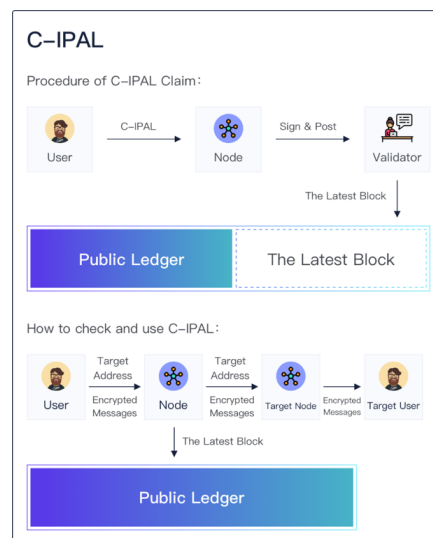 C-IPAL
Procedure of C-IPAL Claim:
C-IPAL
Sign & Post
User
Node
Validator
The Latest Block
Public Ledger
The Latest Block
How to check and use C-IPAL:
Target
Address
Encrypted
Messages
Target
Address
Encrypted
Messages
Encrypted
Messages
User
Node
Target Node
Target User
The Latest Block
Public Ledger